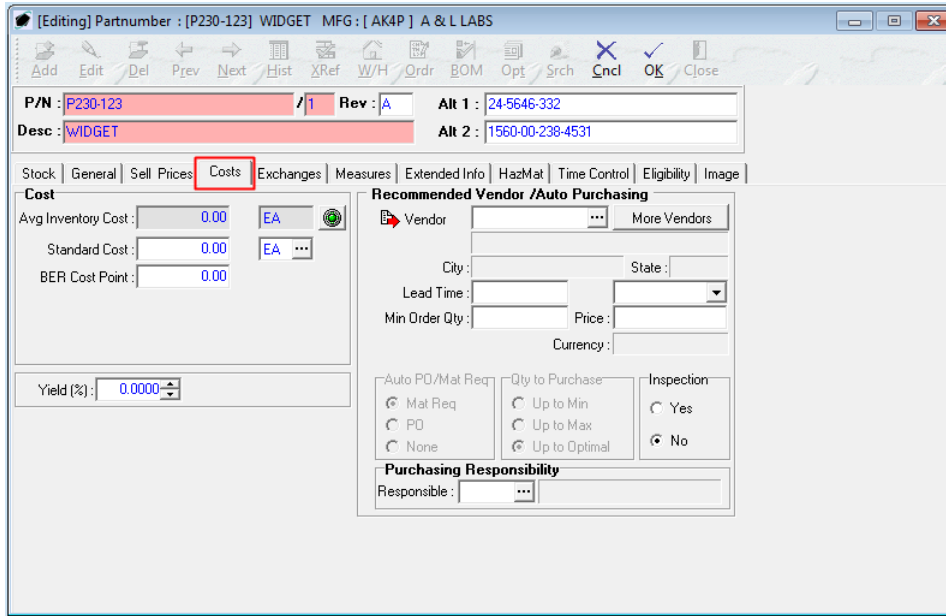 [Editing] Partnumber : [P230-123] WIDGET MFG : [ AK4P ] A & L LABS
Add Edit Del Prev Next Hist XRef W/H Ordr BOM Opt Srch Cncl OK Close
P/N : P230-123 / 1 Rev : A Alt 1 : 24-5646-332
Desc : WIDGET Alt 2 : 1560-00-238-4531
Stock General Sell Prices Costs Exchanges Measures Extended Info HazMat Time Control Eligibility Image
Cost
Avg Inventory Cost : 0.00 EA
Standard Cost : 0.00 EA ...
BER Cost Point : 0.00
Yield (%) : 0.0000
Recommended Vendor /Auto Purchasing
Vendor ... More Vendors
City : State :
Lead Time :
Min Order Qty : Price :
Currency :
Auto PO/Mat Req Qty to Purchase Inspection
Mat Req Up to Min Yes
PO Up to Max No
None Up to Optimal
Purchasing Responsibility
Responsible : ...